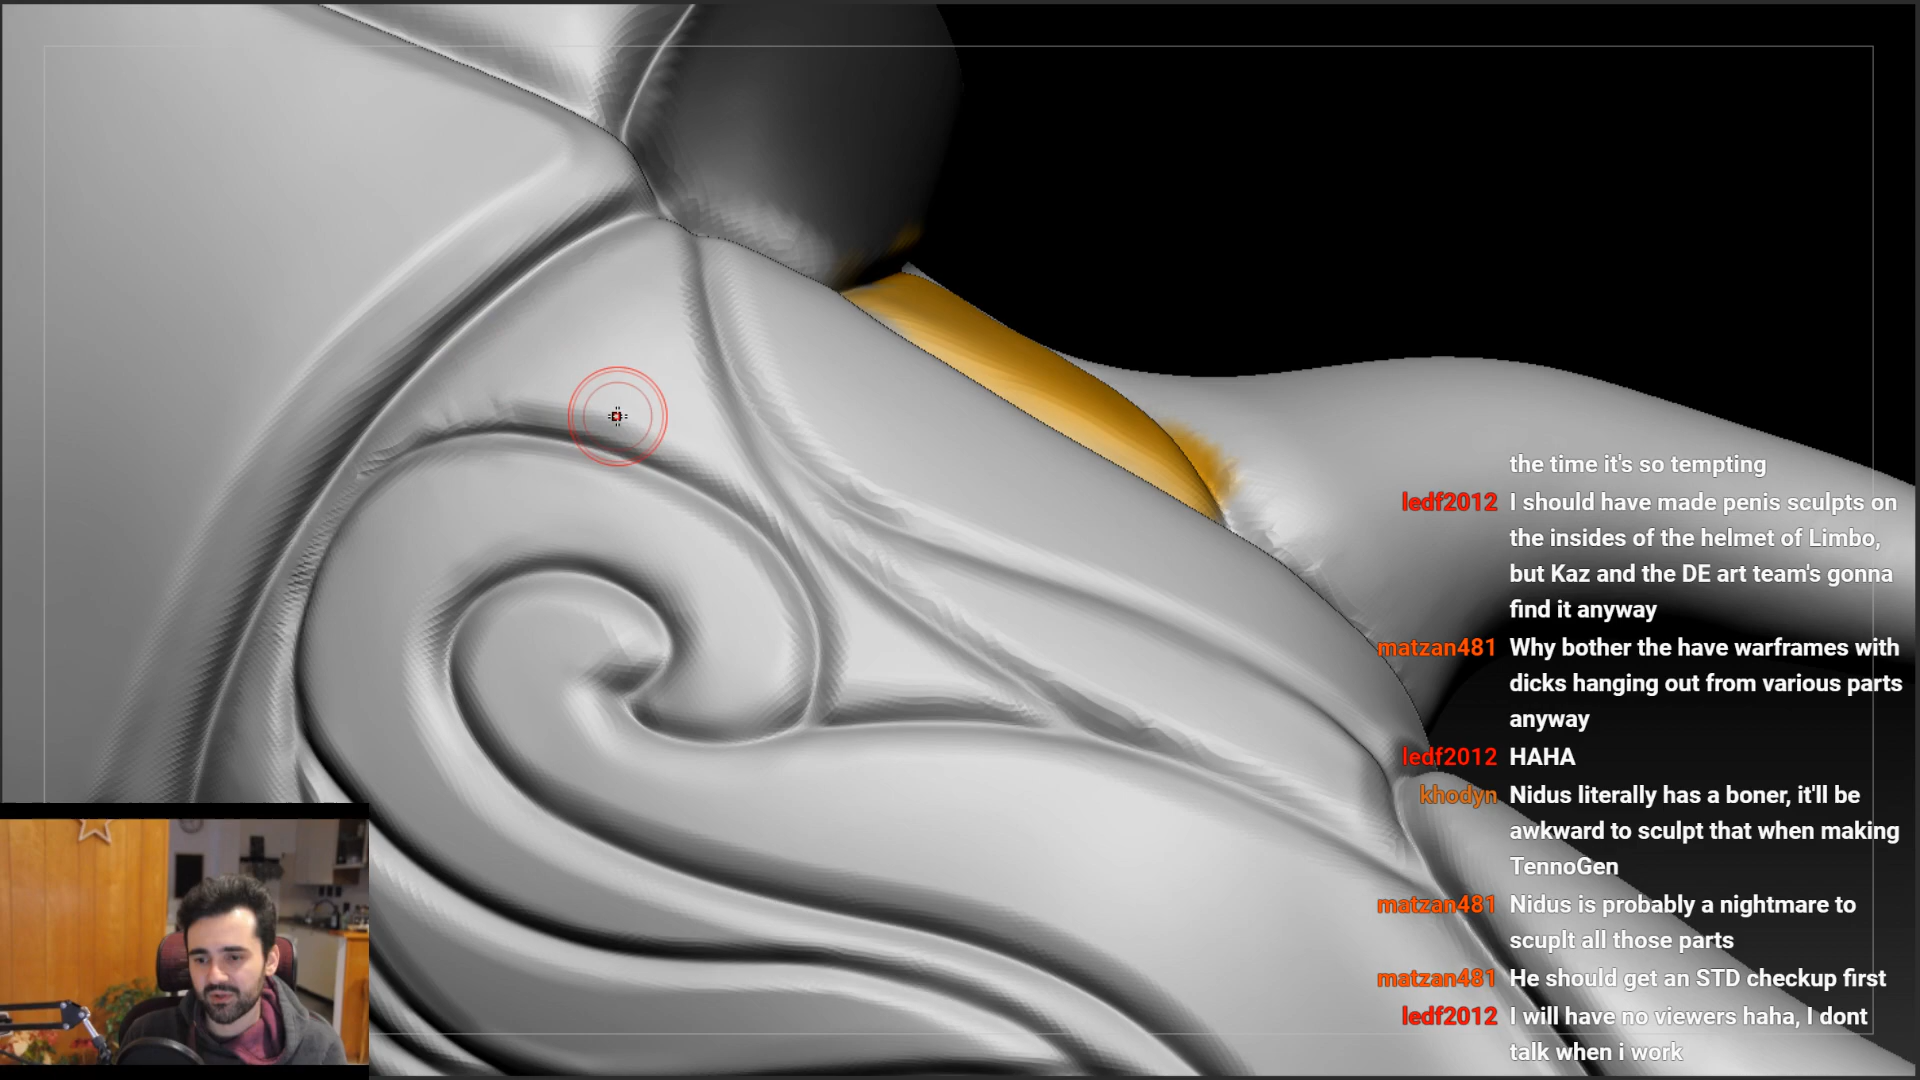 the time it's so tempting
ledf2012 I should have made penis sculpts on
the insides of the helmet of Limbo,
but Kaz and the DE art team's gonna
find it anyway
matzan481 Why bother the have warframes with
dicks hanging out from various parts
anyway
ledf2012 HAHA
khodyn Nidus literally has a boner, it'll be
awkward to sculpt that when making
TennoGen
matzan481 Nidus is probably a nightmare to
scuplt all those parts
matzan481 He should get an STD checkup first
ledf2012 I will have no viewers haha, I dont
talk when i work